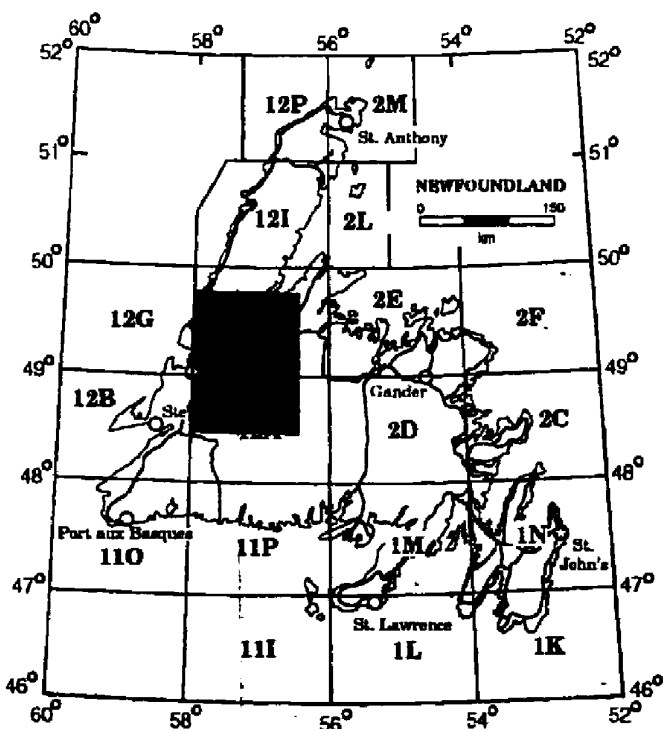 60° 58° 56° 54° 52°
52° 52°
12P 2M
St. Anthony
51° 51°
NEWFOUNDLAND
12I 2L
0 150
km
50° 50°
12G 2E 2F
49° 49°
Gander
12B
Ste
2D 2C
48° 48°
Port aux Basques
11O 11P 1M 1N
St.
John's
47° 47°
St. Lawrence
11I 1L 1K
46° 46°
60° 58° 56° 54° 52°